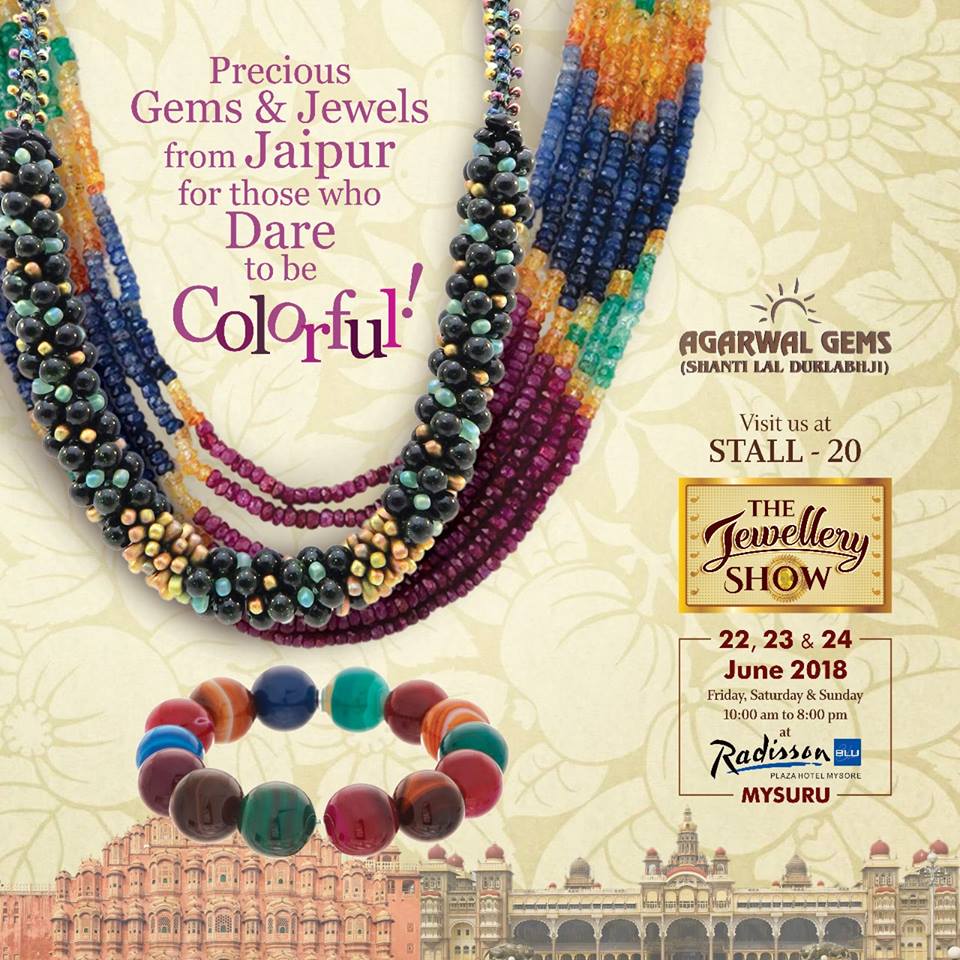 Precious
Gems & Jewels
from Jaipur
for those who
Dare
to be
Colorful!
AGARWAL GEMS
(SHANTI LAL DURLABHJI)
Visit us at
STALL - 20
THE
Jewellery
SHOW
22, 23 & 24
June 2018
Friday, Saturday & Sunday
10:00 am to 8:00 pm
at
Radisson BLU
PLAZA HOTEL MYSORE
MYSURU